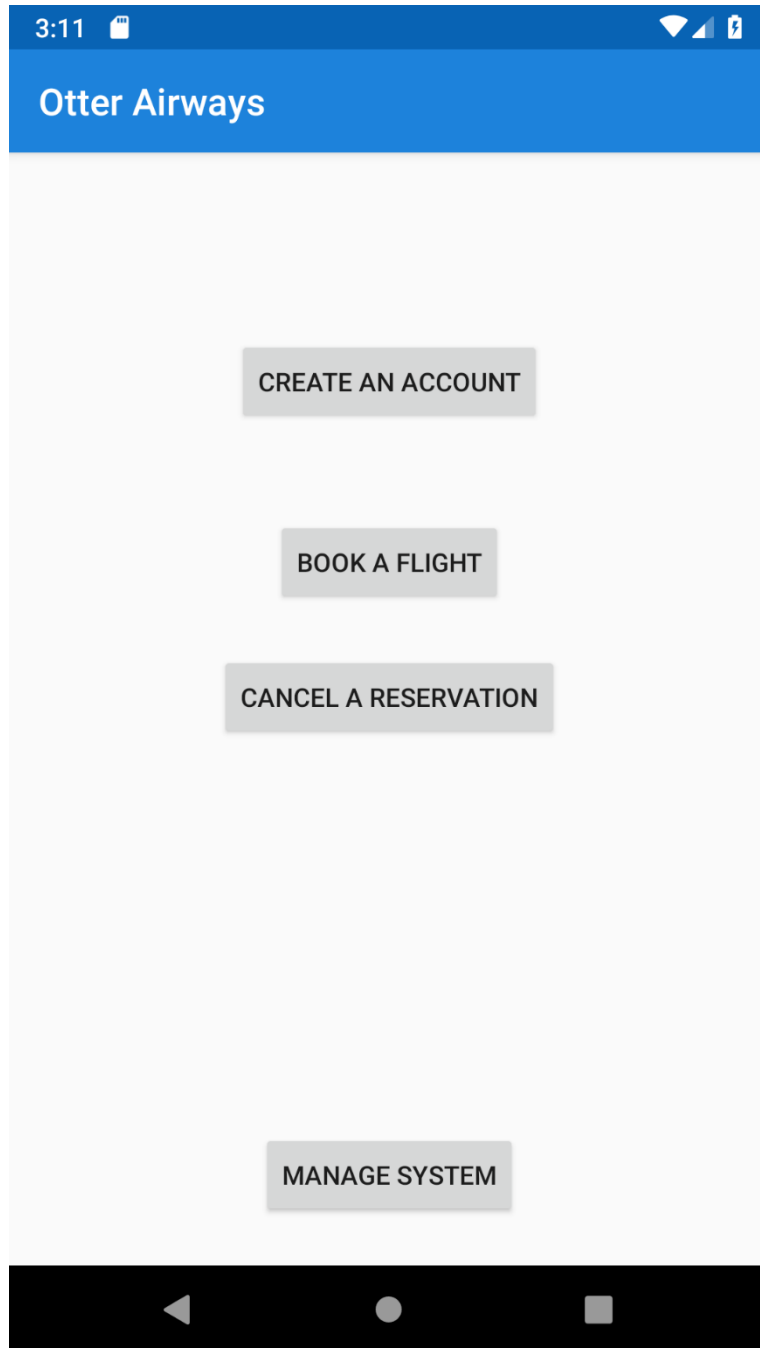 3:11
Otter Airways
CREATE AN ACCOUNT
BOOK A FLIGHT
CANCEL A RESERVATION
MANAGE SYSTEM